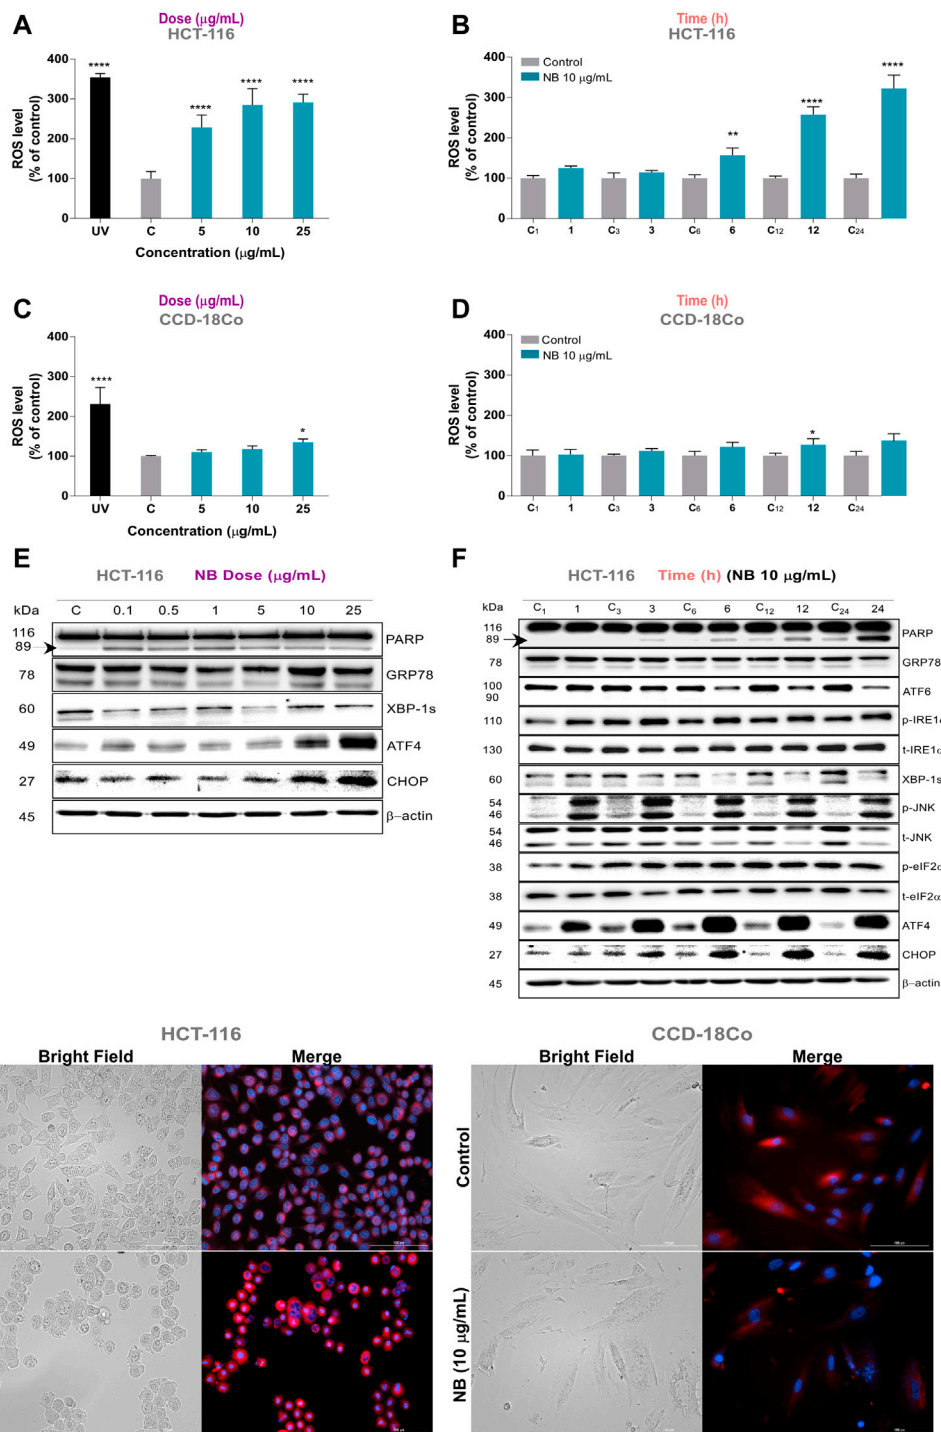 A
Dose (µg/mL)
HCT-116
ROS level
(% of control)
400
300
200
100
0
****
****
****
****
UV C 5 10 25
Concentration (µg/mL)
B
Time (h)
HCT-116
Control
NB 10 µg/mL
ROS level
(% of control)
400
300
200
100
0
**
****
****
C1 1 C3 3 C6 6 C12 12 C24
C
Dose (µg/mL)
CCD-18Co
ROS level
(% of control)
400
300
200
100
0
****
*
UV C 5 10 25
Concentration (µg/mL)
D
Time (h)
CCD-18Co
Control
NB 10 µg/mL
ROS level
(% of control)
400
300
200
100
0
*
C1 1 C3 3 C6 6 C12 12 C24
E
HCT-116 NB Dose (µg/mL)
kDa C 0.1 0.5 1 5 10 25
116
89
PARP
78 GRP78
60 XBP-1s
49 ATF4
27 CHOP
45 β–actin
F
HCT-116 Time (h) (NB 10 µg/mL)
kDa C1 1 C3 3 C6 6 C12 12 C24 24
116
89
PARP
78 GRP78
100
90
ATF6
110 p-IRE1α
130 t-IRE1α
60 XBP-1s
54
46
p-JNK
54
46
t-JNK
38 p-eIF2α
38 t-eIF2α
49 ATF4
27 CHOP
45 β–actin
HCT-116
Bright Field Merge
CCD-18Co
Bright Field Merge
Control
NB (10 µg/mL)